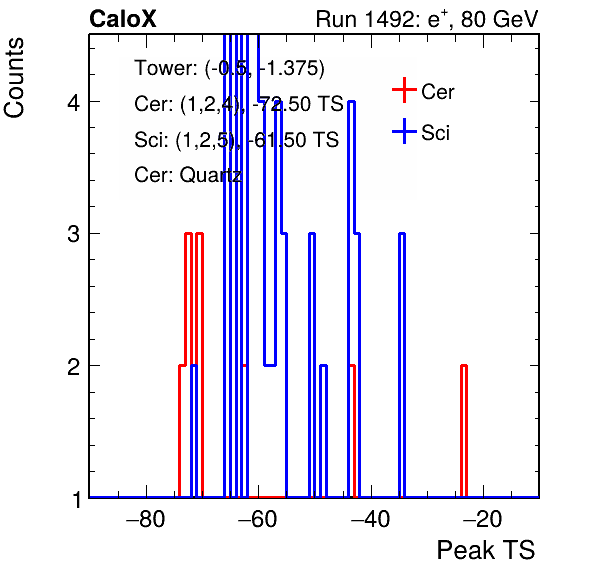 CaloX Run 1492: e+, 80 GeV
Counts
Tower: (-0.5, -1.375)
Cer: (1,2,4), -72.50 TS
Sci: (1,2,5), -61.50 TS
Cer: Quartz
Cer
Sci
4
3
2
1
−80 −60 −40 −20
Peak TS